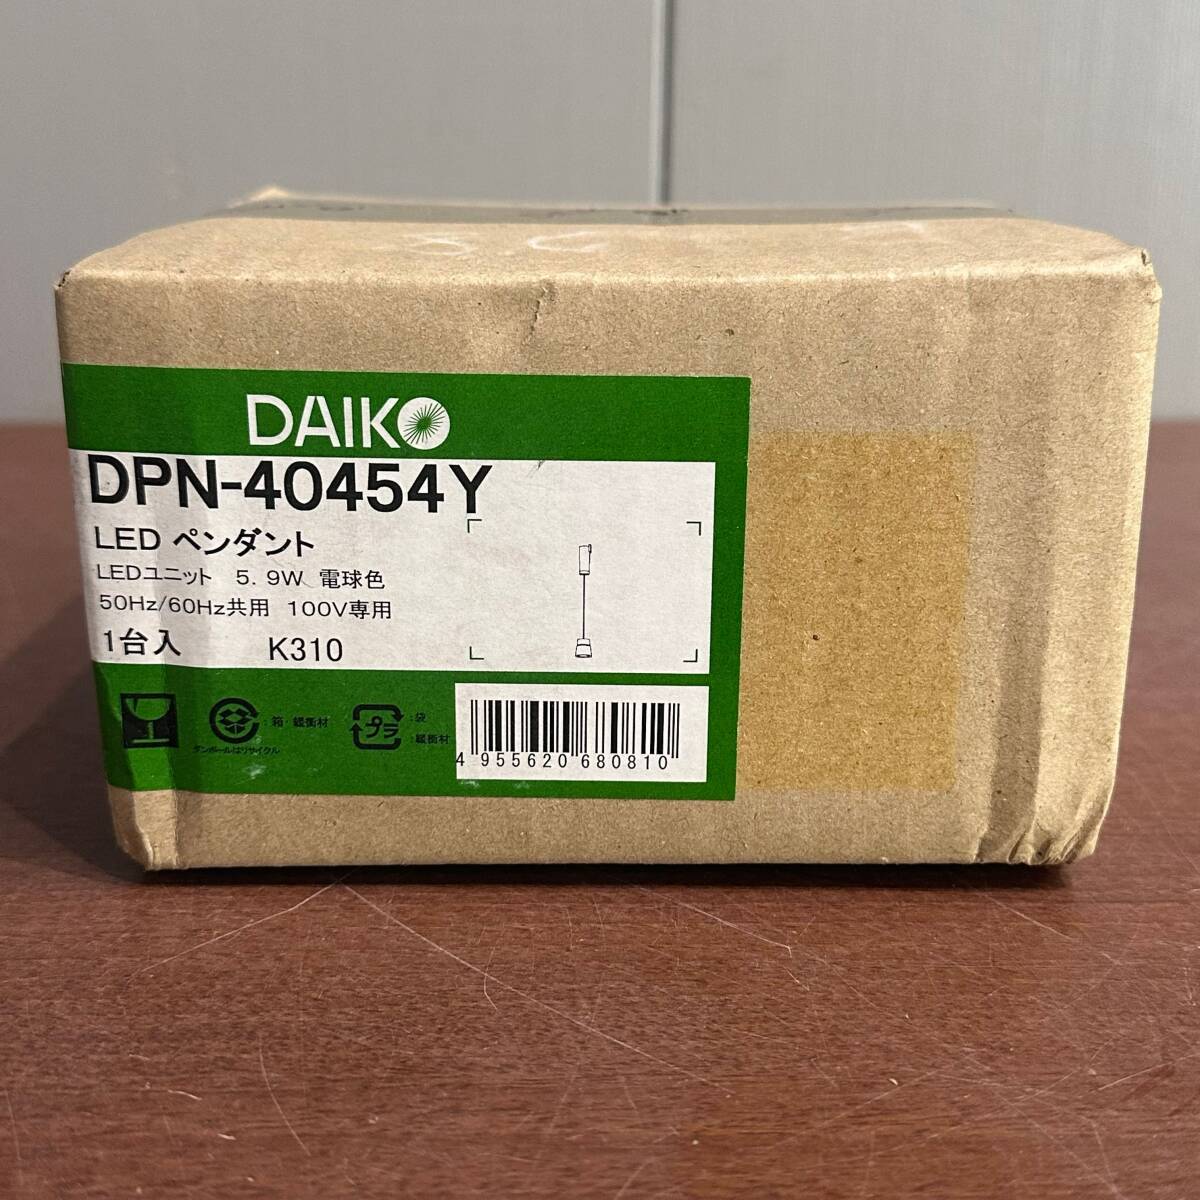 DAIKO
DPN-40454Y
LED ペンダント
LEDユニット 5.9W 電球色
50Hz/60Hz共用 100V専用
1台入 K310
:箱・緩衝材
ダンボールはリサイクル
プラ
:袋
:緩衝材
4 955620 680810